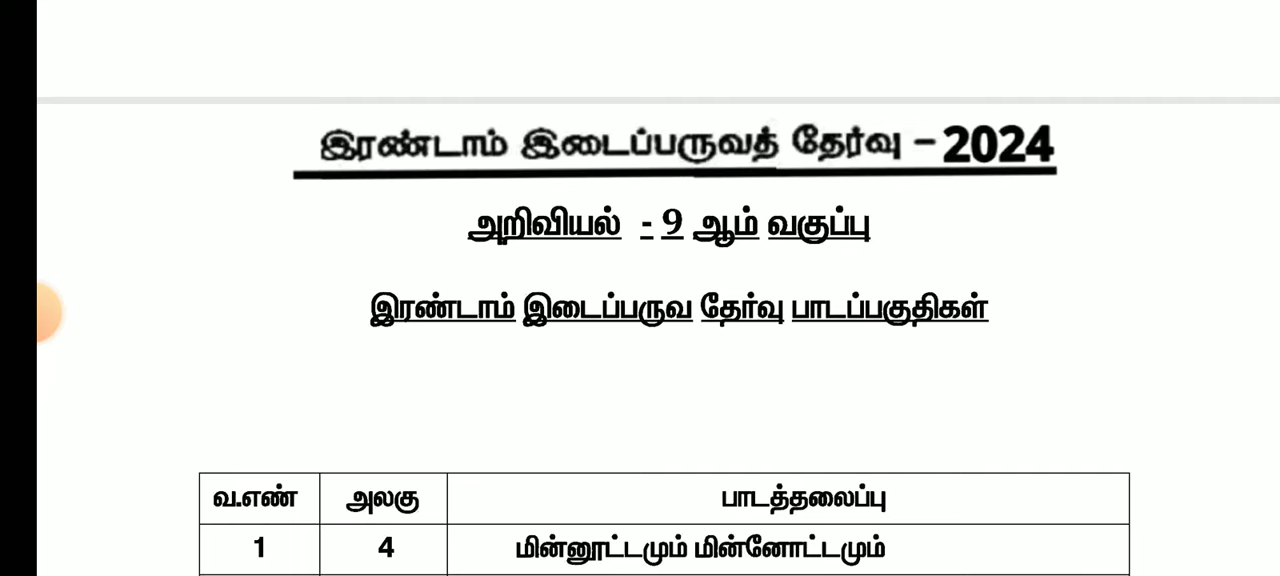 இரண்டாம் இடைப்பருவத் தேர்வு – 2024
அறிவியல் - 9 ஆம் வகுப்பு
இரண்டாம் இடைப்பருவ தேர்வு பாடப்பகுதிகள்
வ.எண் அலகு பாடத்தலைப்பு
1 4 மின்னூட்டமும் மின்னோட்டமும்